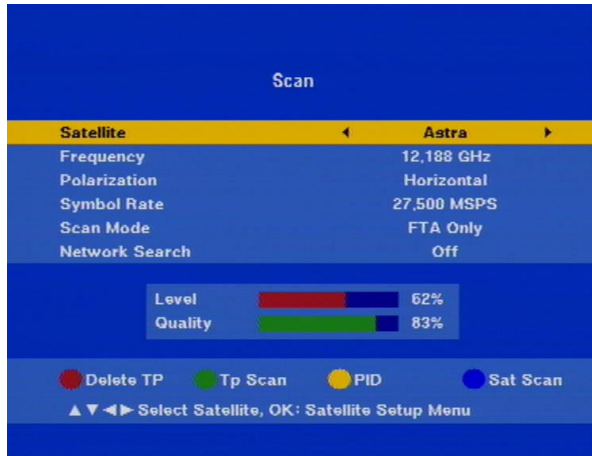 Scan
Satellite ◀ Astra ▶
Frequency 12,188 GHz
Polarization Horizontal
Symbol Rate 27,500 MSPS
Scan Mode FTA Only
Network Search Off
Level 62%
Quality 83%
Delete TP Tp Scan PID Sat Scan
▲▼◀▶ Select Satellite, OK: Satellite Setup Menu